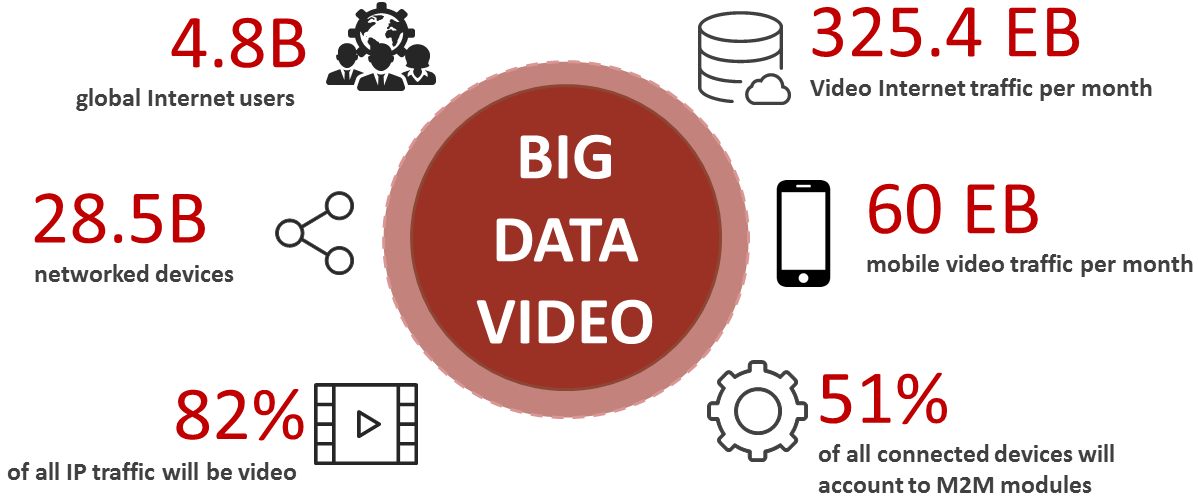 4.8B
global Internet users
325.4 EB
Video Internet traffic per month
BIG
DATA
VIDEO
28.5B
networked devices
60 EB
mobile video traffic per month
82%
of all IP traffic will be video
51%
of all connected devices will
account to M2M modules